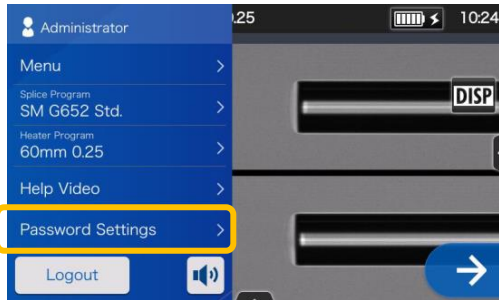 Administrator
.25
10:24
Menu
Splice Program
SM G652 Std.
Heater Program
60mm 0.25
DISP
Help Video
Password Settings
Logout